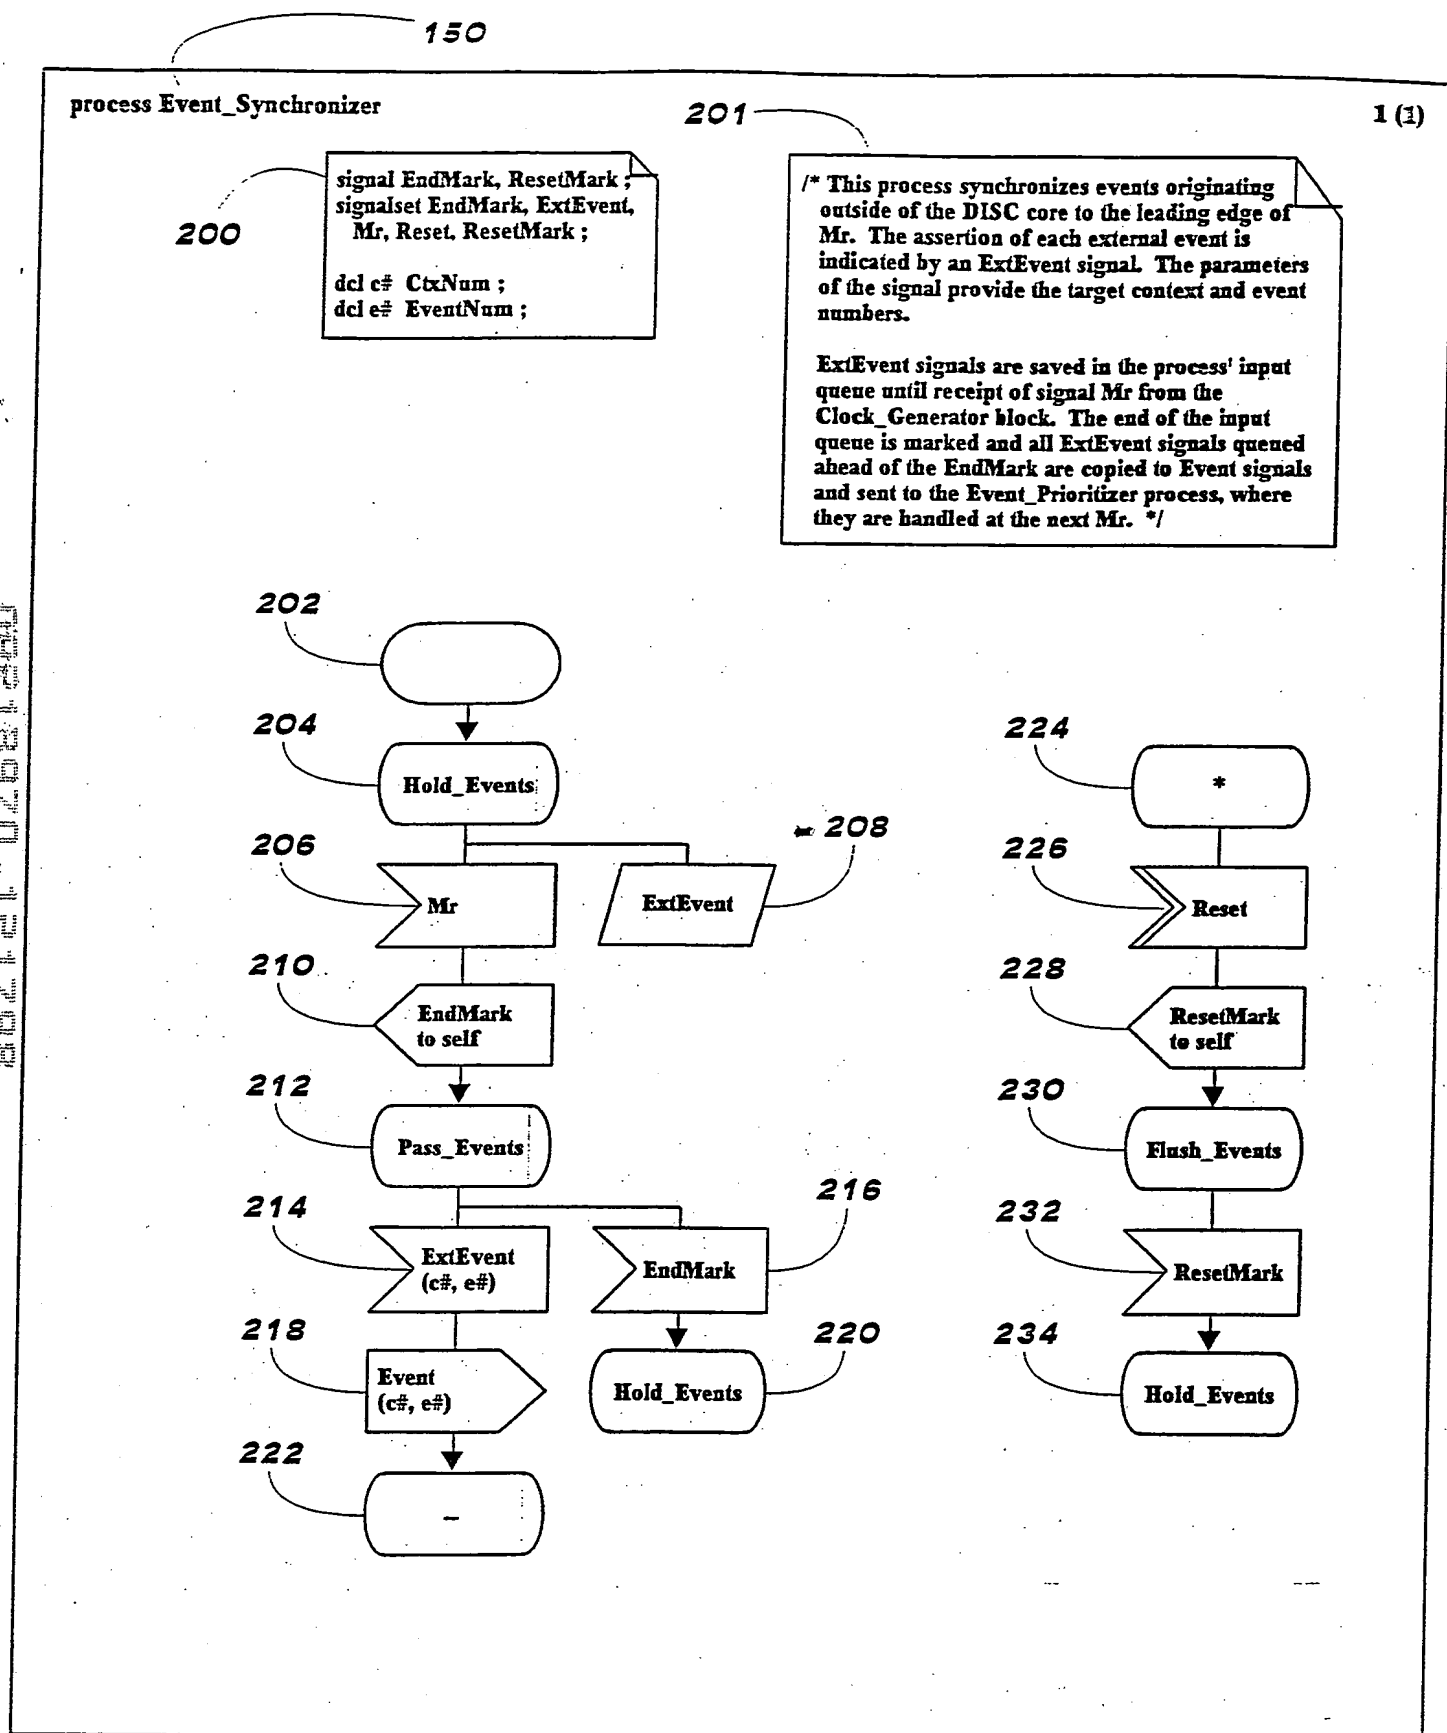 150
process Event_Synchronizer
201
1 (1)
signal EndMark, ResetMark ;
signalset EndMark, ExtEvent,
Mr, Reset, ResetMark ;
dcl c# CtxNum ;
dcl e# EventNum ;
200
/* This process synchronizes events originating
outside of the DISC core to the leading edge of
Mr. The assertion of each external event is
indicated by an ExtEvent signal. The parameters
of the signal provide the target context and event
numbers.
ExtEvent signals are saved in the process' input
queue until receipt of signal Mr from the
Clock_Generator block. The end of the input
queue is marked and all ExtEvent signals queued
ahead of the EndMark are copied to Event signals
and sent to the Event_Prioritizer process, where
they are handled at the next Mr. */
202
204
Hold_Events
206
Mr
208
ExtEvent
210
EndMark
to self
212
Pass_Events
214
ExtEvent
(c#, e#)
216
EndMark
218
Event
(c#, e#)
220
Hold_Events
222
–
224
*
226
Reset
228
ResetMark
to self
230
Flush_Events
232
ResetMark
234
Hold_Events